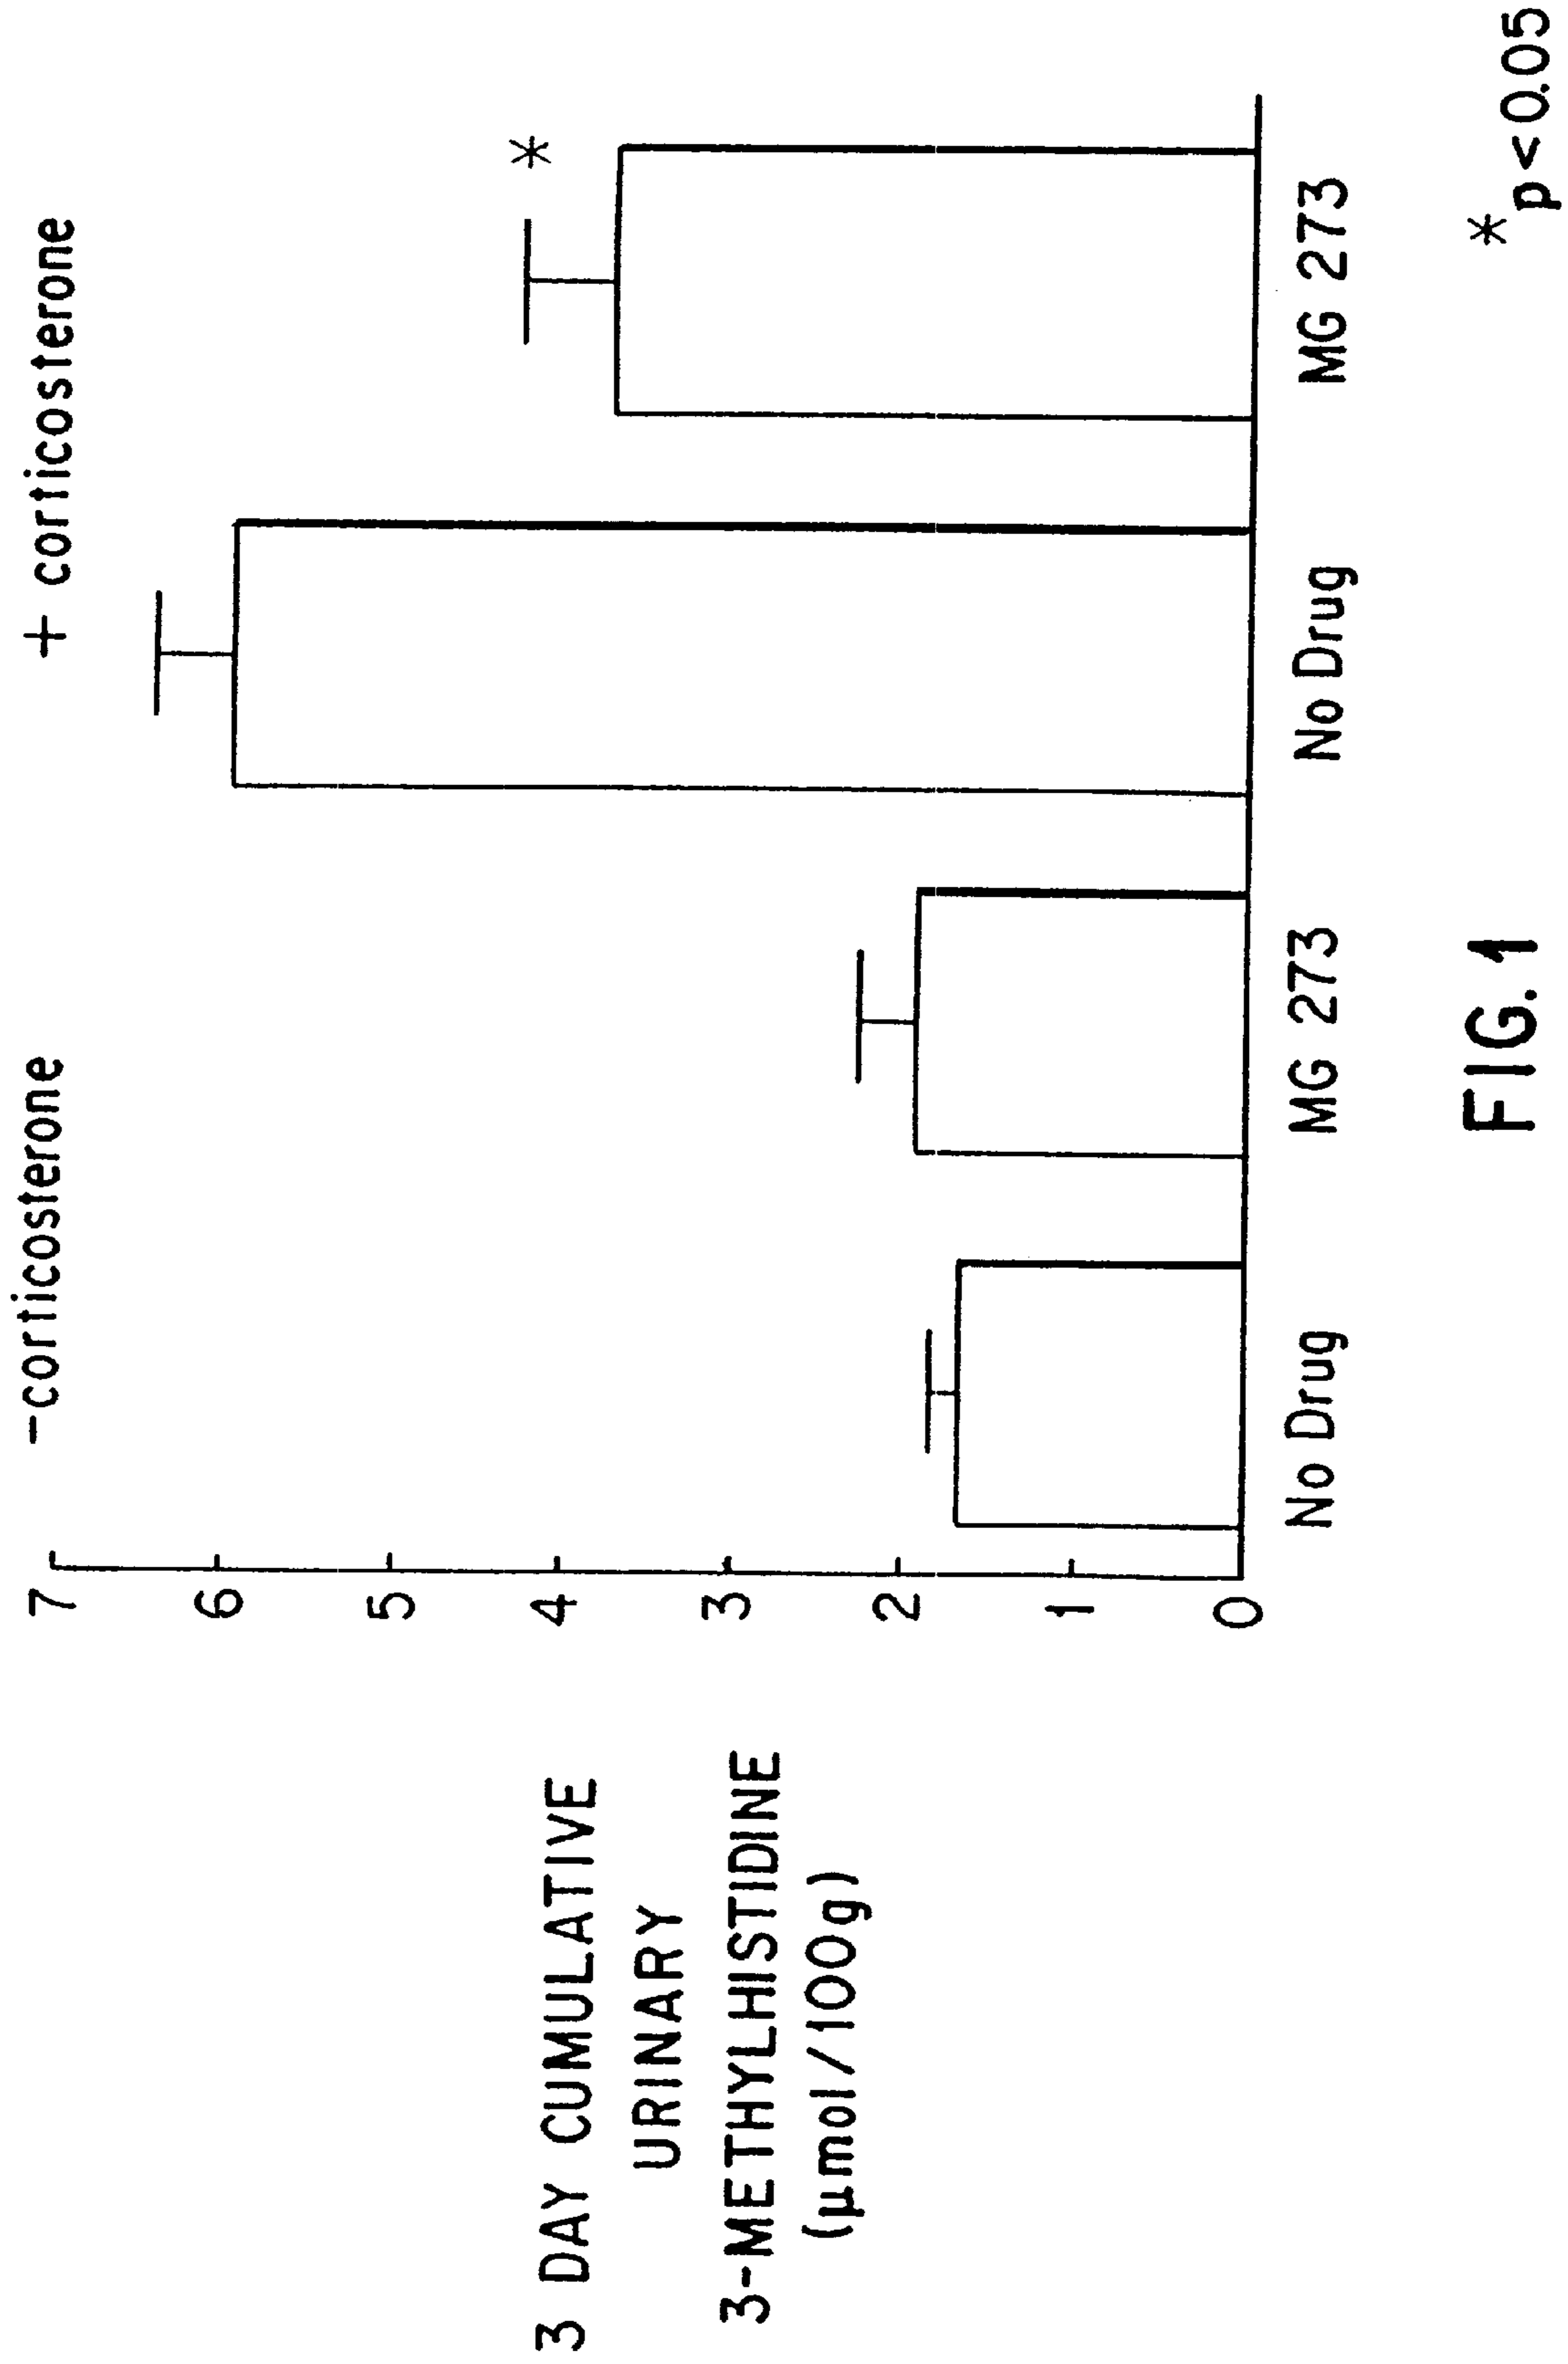 -corticosterone
+ corticosterone
7
6
5
4
3
2
1
0
3 DAY CUMULATIVE
URINARY
3-METHYLHISTIDINE
(μmol/100g)
*
No Drug
MG 273
No Drug
MG 273
*p<0.05
FIG. 1